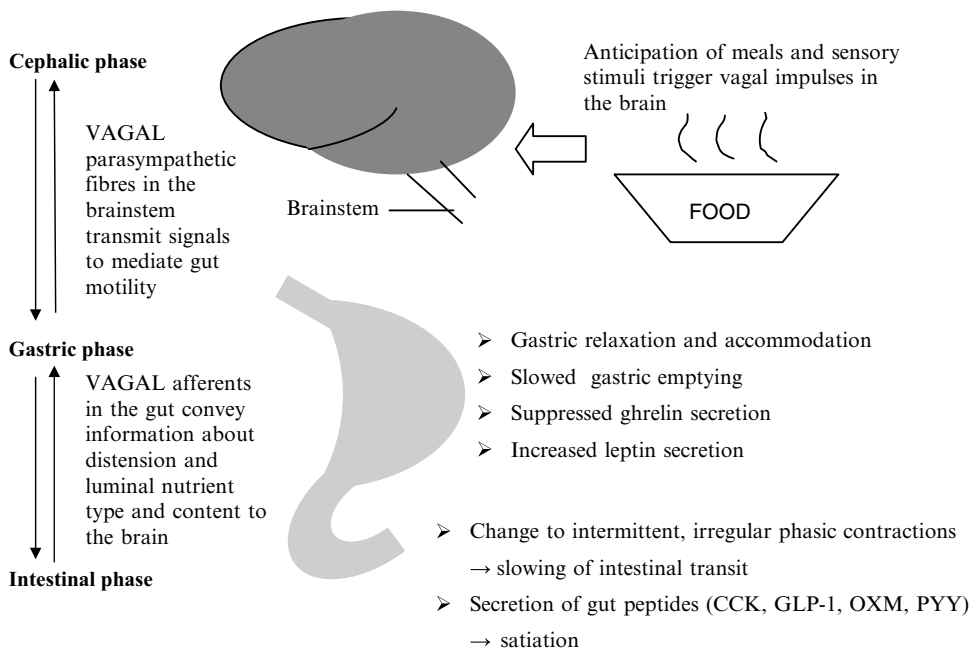 Cephalic phase
Anticipation of meals and sensory
stimuli trigger vagal impulses in
the brain
VAGAL
parasympathetic
fibres in the
brainstem
transmit signals
to mediate gut
motility
Brainstem
FOOD
Gastric phase
VAGAL afferents
in the gut convey
information about
distension and
luminal nutrient
type and content to
the brain
➢ Gastric relaxation and accommodation
➢ Slowed gastric emptying
➢ Suppressed ghrelin secretion
➢ Increased leptin secretion
Intestinal phase
➢ Change to intermittent, irregular phasic contractions
→ slowing of intestinal transit
➢ Secretion of gut peptides (CCK, GLP-1, OXM, PYY)
→ satiation